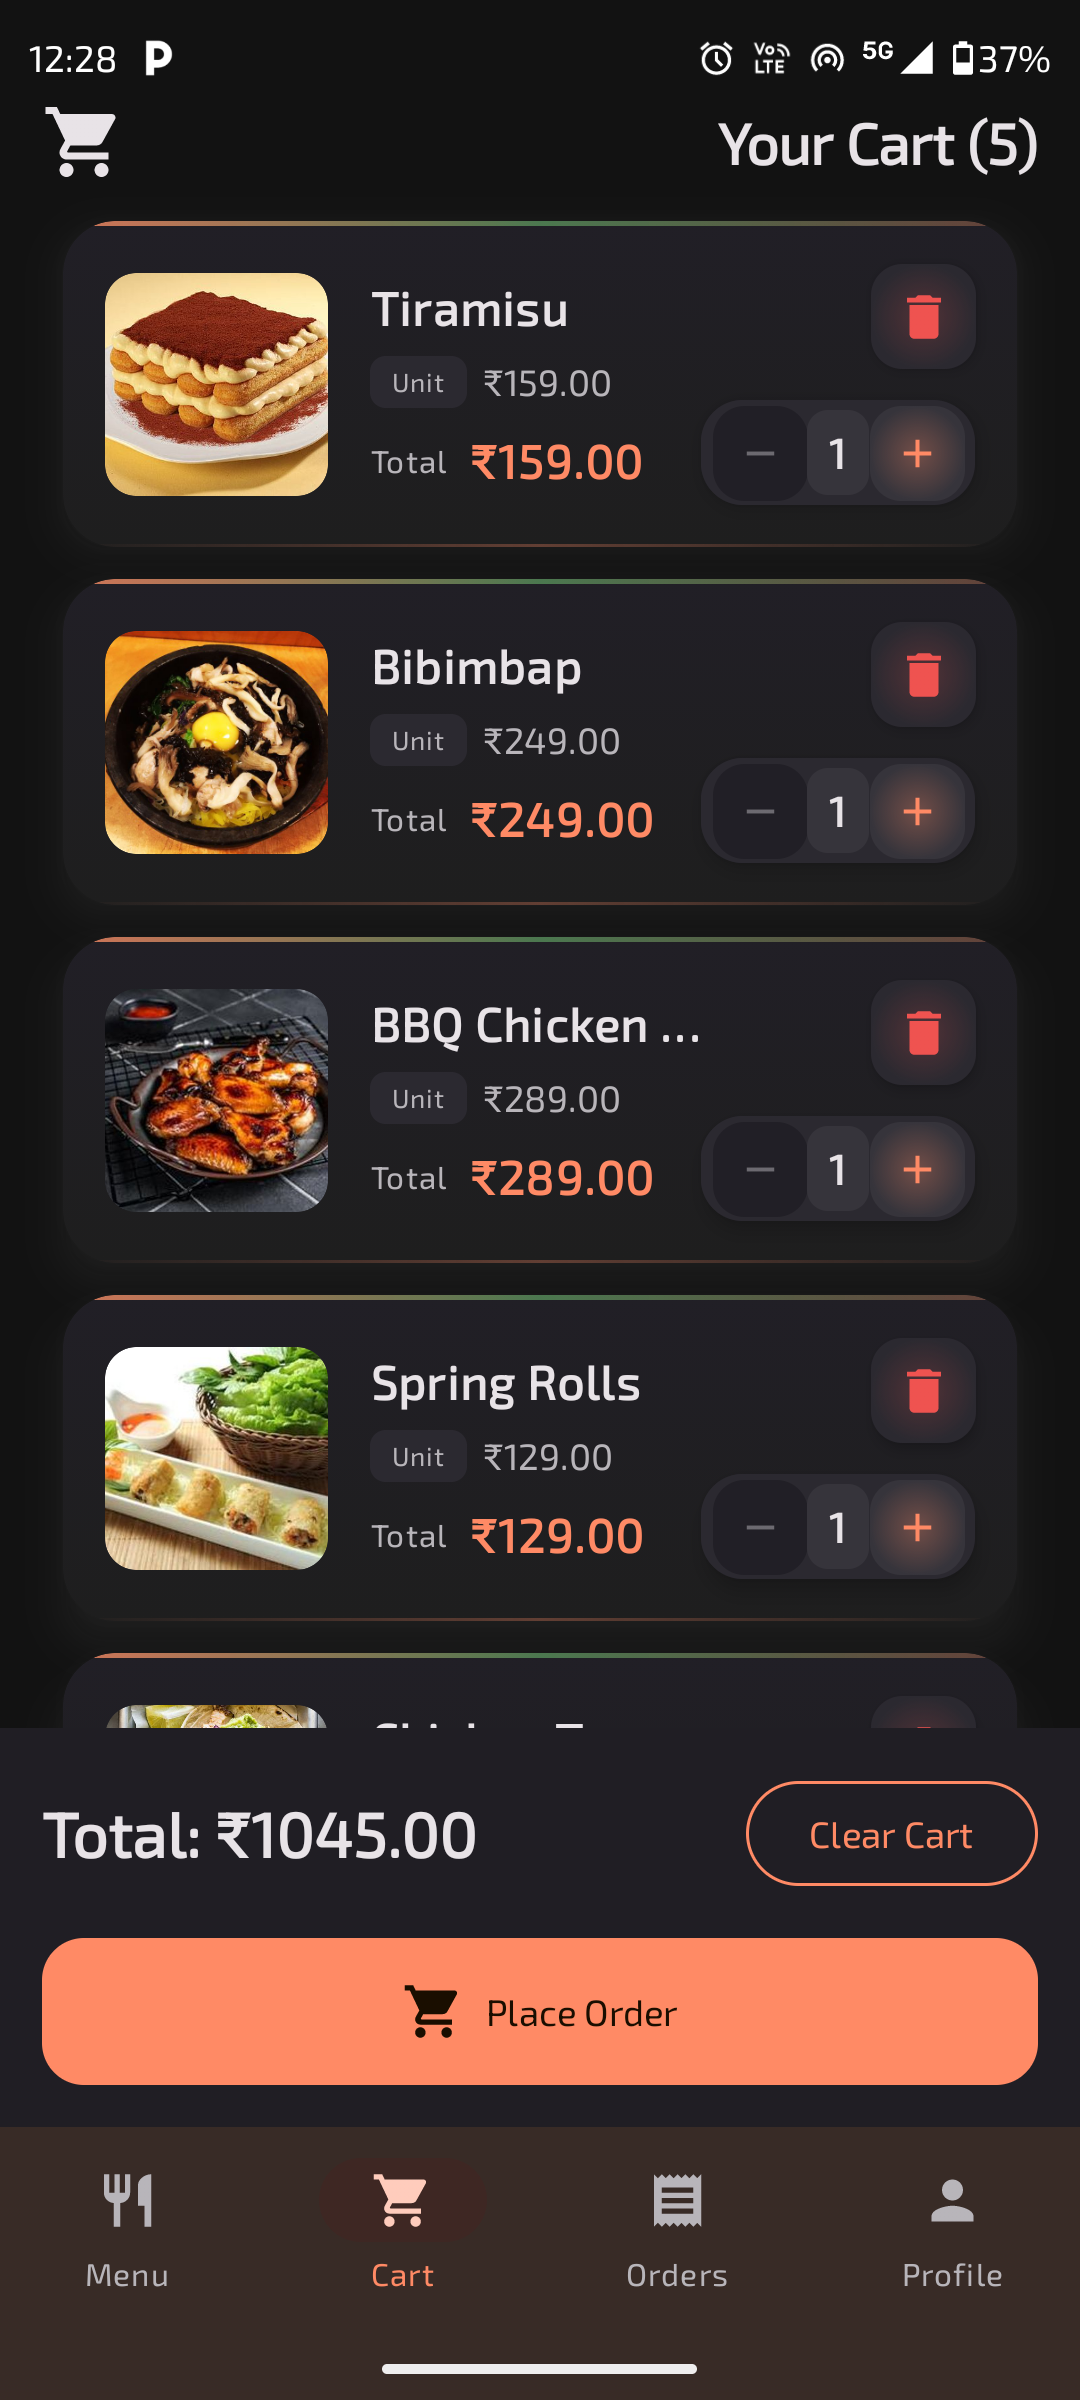 12:28
Vo LTE 5G 37%
Your Cart (5)
Tiramisu
Unit ₹159.00
Total ₹159.00
1
Bibimbap
Unit ₹249.00
Total ₹249.00
1
BBQ Chicken ...
Unit ₹289.00
Total ₹289.00
1
Spring Rolls
Unit ₹129.00
Total ₹129.00
1
Total: ₹1045.00
Clear Cart
Place Order
Menu
Cart
Orders
Profile